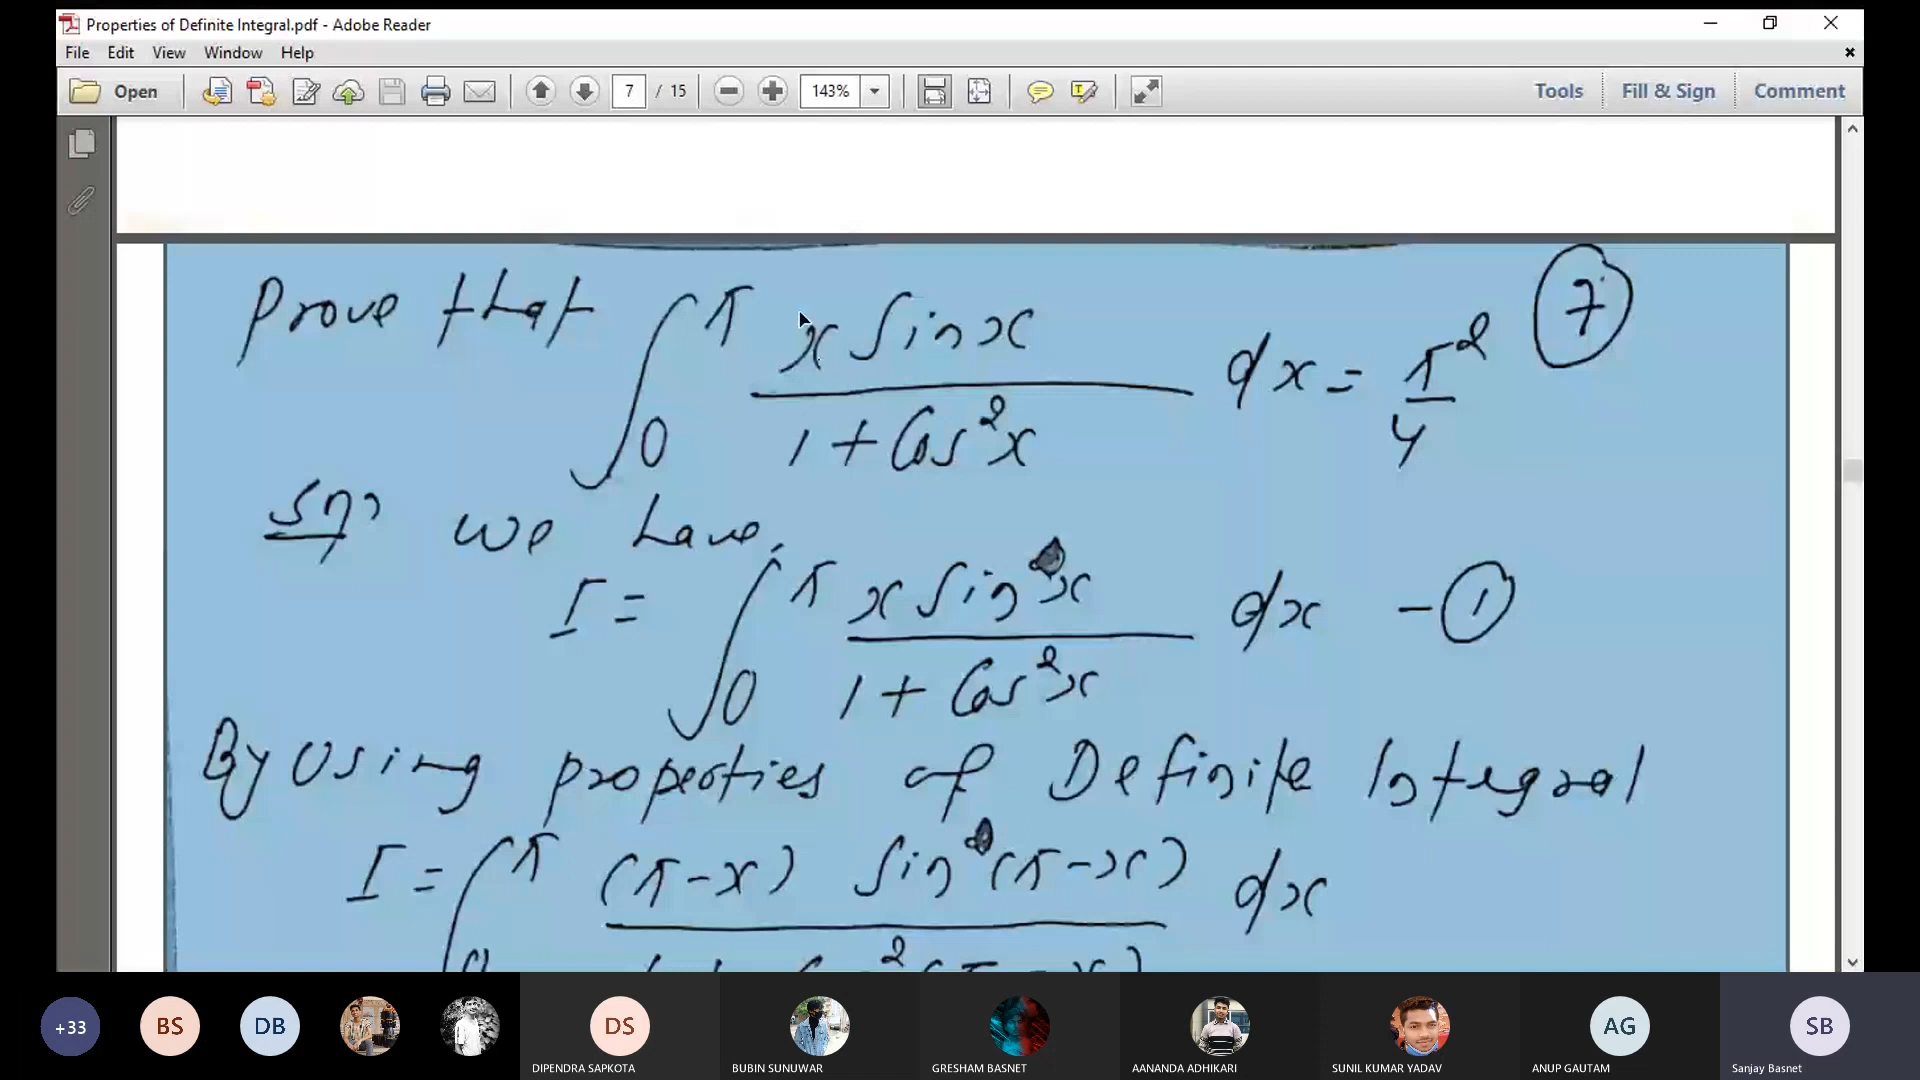 Properties of Definite Integral.pdf - Adobe Reader
File Edit View Window Help
Open 7 / 15 143% Tools Fill & Sign Comment
Prove that ∫₀^π (x Sinx)/(1+Cos²x) dx = π²/4 ⑦
Sn: we have,
I = ∫₀^π (x Sin x)/(1+Cos²x) dx - ①
By Using properties of Definite Integral
I = ∫₀^π (π-x) Sin (π-x) dx
+33 BS DB DS AG SB
DIPENDRA SAPKOTA BUBIN SUNUWAR GRESHAM BASNET AANANDA ADHIKARI SUNIL KUMAR YADAV ANUP GAUTAM Sanjay Basnet